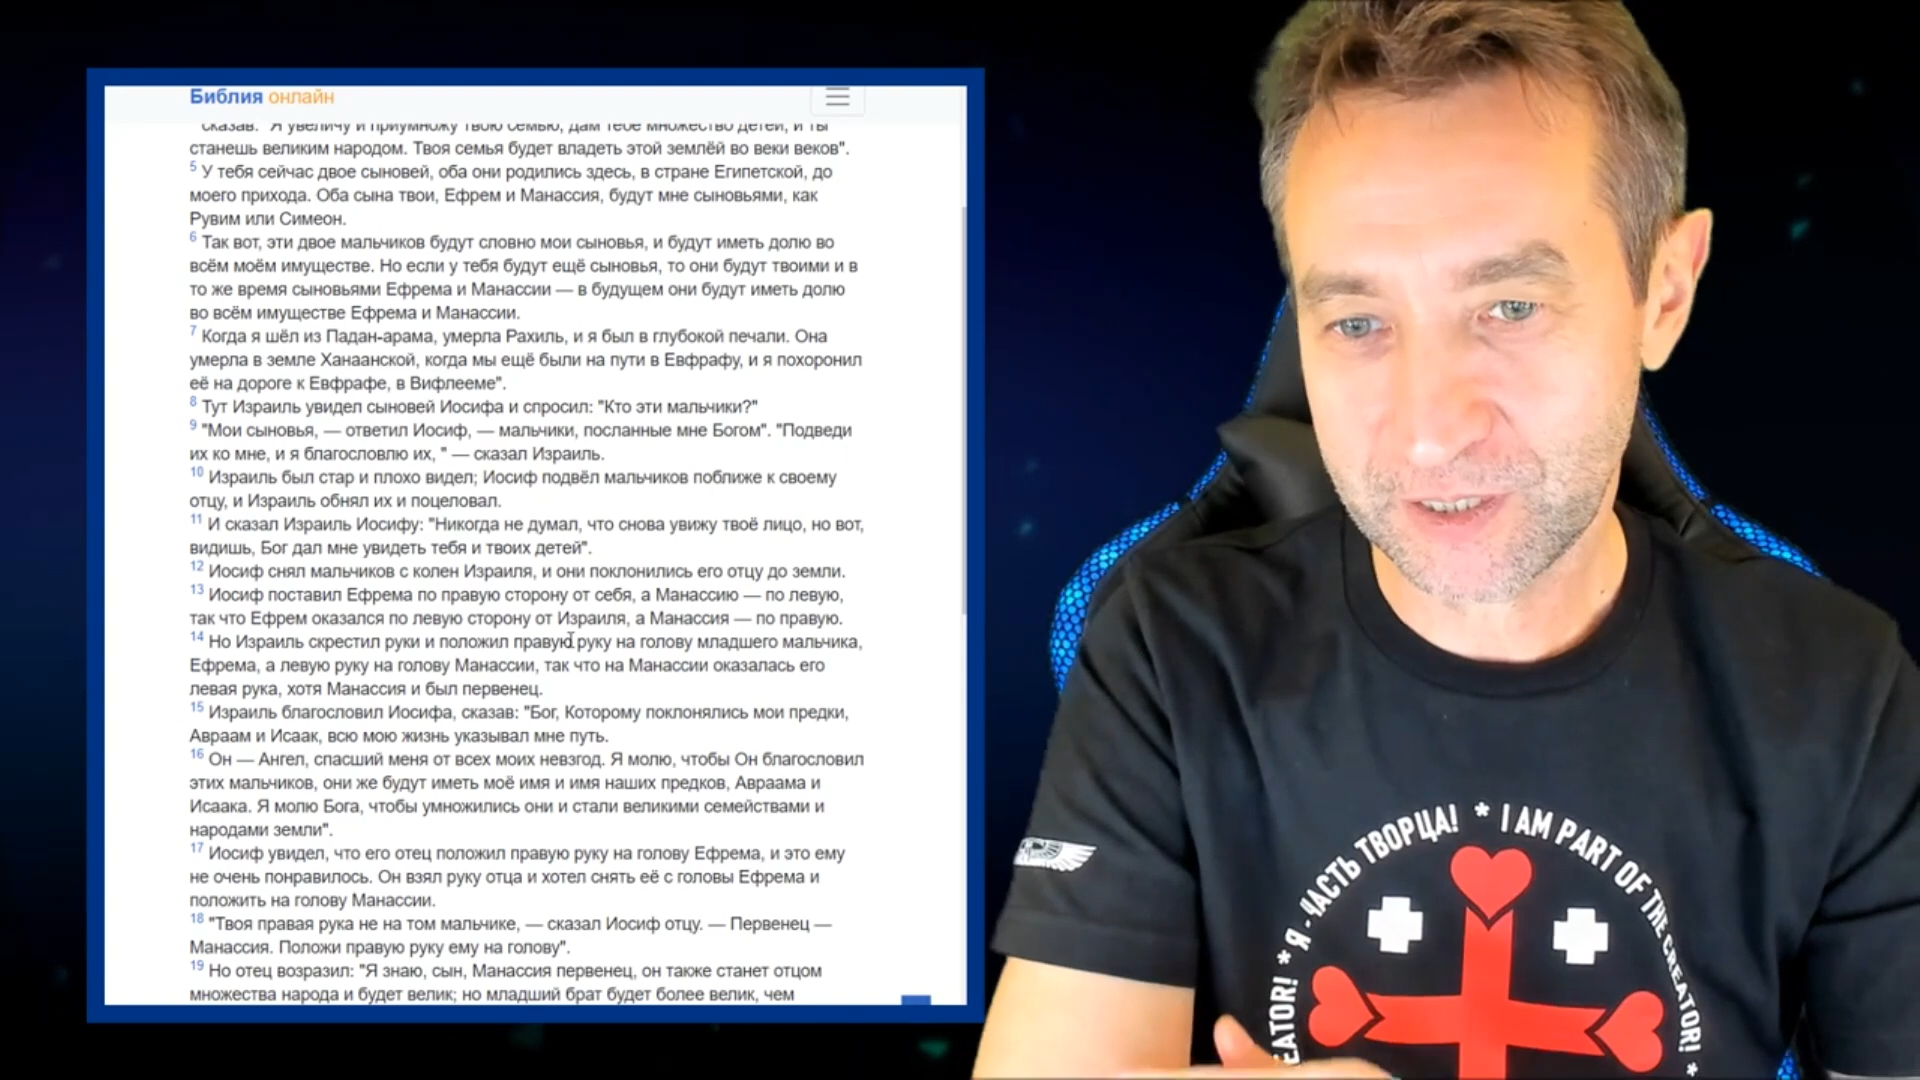 Библия онлайн
сказав: "Я увеличу и приумножу твою семью, дам тебе множество детей, и ты
станешь великим народом. Твоя семья будет владеть этой землёй во веки веков".
5 У тебя сейчас двое сыновей, оба они родились здесь, в стране Египетской, до
моего прихода. Оба сына твои, Ефрем и Манассия, будут мне сыновьями, как
Рувим или Симеон.
6 Так вот, эти двое мальчиков будут словно мои сыновья, и будут иметь долю во
всём моём имуществе. Но если у тебя будут ещё сыновья, то они будут твоими и в
то же время сыновьями Ефрема и Манассии — в будущем они будут иметь долю
во всём имуществе Ефрема и Манассии.
7 Когда я шёл из Падан-арама, умерла Рахиль, и я был в глубокой печали. Она
умерла в земле Ханаанской, когда мы ещё были на пути в Евфрафу, и я похоронил
её на дороге к Евфрафе, в Вифлееме".
8 Тут Израиль увидел сыновей Иосифа и спросил: "Кто эти мальчики?"
9 "Мои сыновья, — ответил Иосиф, — мальчики, посланные мне Богом". "Подведи
их ко мне, и я благословлю их, " — сказал Израиль.
10 Израиль был стар и плохо видел; Иосиф подвёл мальчиков поближе к своему
отцу, и Израиль обнял их и поцеловал.
11 И сказал Израиль Иосифу: "Никогда не думал, что снова увижу твоё лицо, но вот,
видишь, Бог дал мне увидеть тебя и твоих детей".
12 Иосиф снял мальчиков с колен Израиля, и они поклонились его отцу до земли.
13 Иосиф поставил Ефрема по правую сторону от себя, а Манассию — по левую,
так что Ефрем оказался по левую сторону от Израиля, а Манассия — по правую.
14 Но Израиль скрестил руки и положил правую руку на голову младшего мальчика,
Ефрема, а левую руку на голову Манассии, так что на Манассии оказалась его
левая рука, хотя Манассия и был первенец.
15 Израиль благословил Иосифа, сказав: "Бог, Которому поклонялись мои предки,
Авраам и Исаак, всю мою жизнь указывал мне путь.
16 Он — Ангел, спасший меня от всех моих невзгод. Я молю, чтобы Он благословил
этих мальчиков, они же будут иметь моё имя и имя наших предков, Авраама и
Исаака. Я молю Бога, чтобы умножились они и стали великими семействами и
народами земли".
17 Иосиф увидел, что его отец положил правую руку на голову Ефрема, и это ему
не очень понравилось. Он взял руку отца и хотел снять её с головы Ефрема и
положить на голову Манассии.
18 "Твоя правая рука не на том мальчике, — сказал Иосиф отцу. — Первенец —
Манассия. Положи правую руку ему на голову".
19 Но отец возразил: "Я знаю, сын, Манассия первенец, он также станет отцом
множества народа и будет велик; но младший брат будет более велик, чем
EATOR! * Я - ЧАСТЬ ТВОРЦА! * I AM PART OF THE CREATOR! *